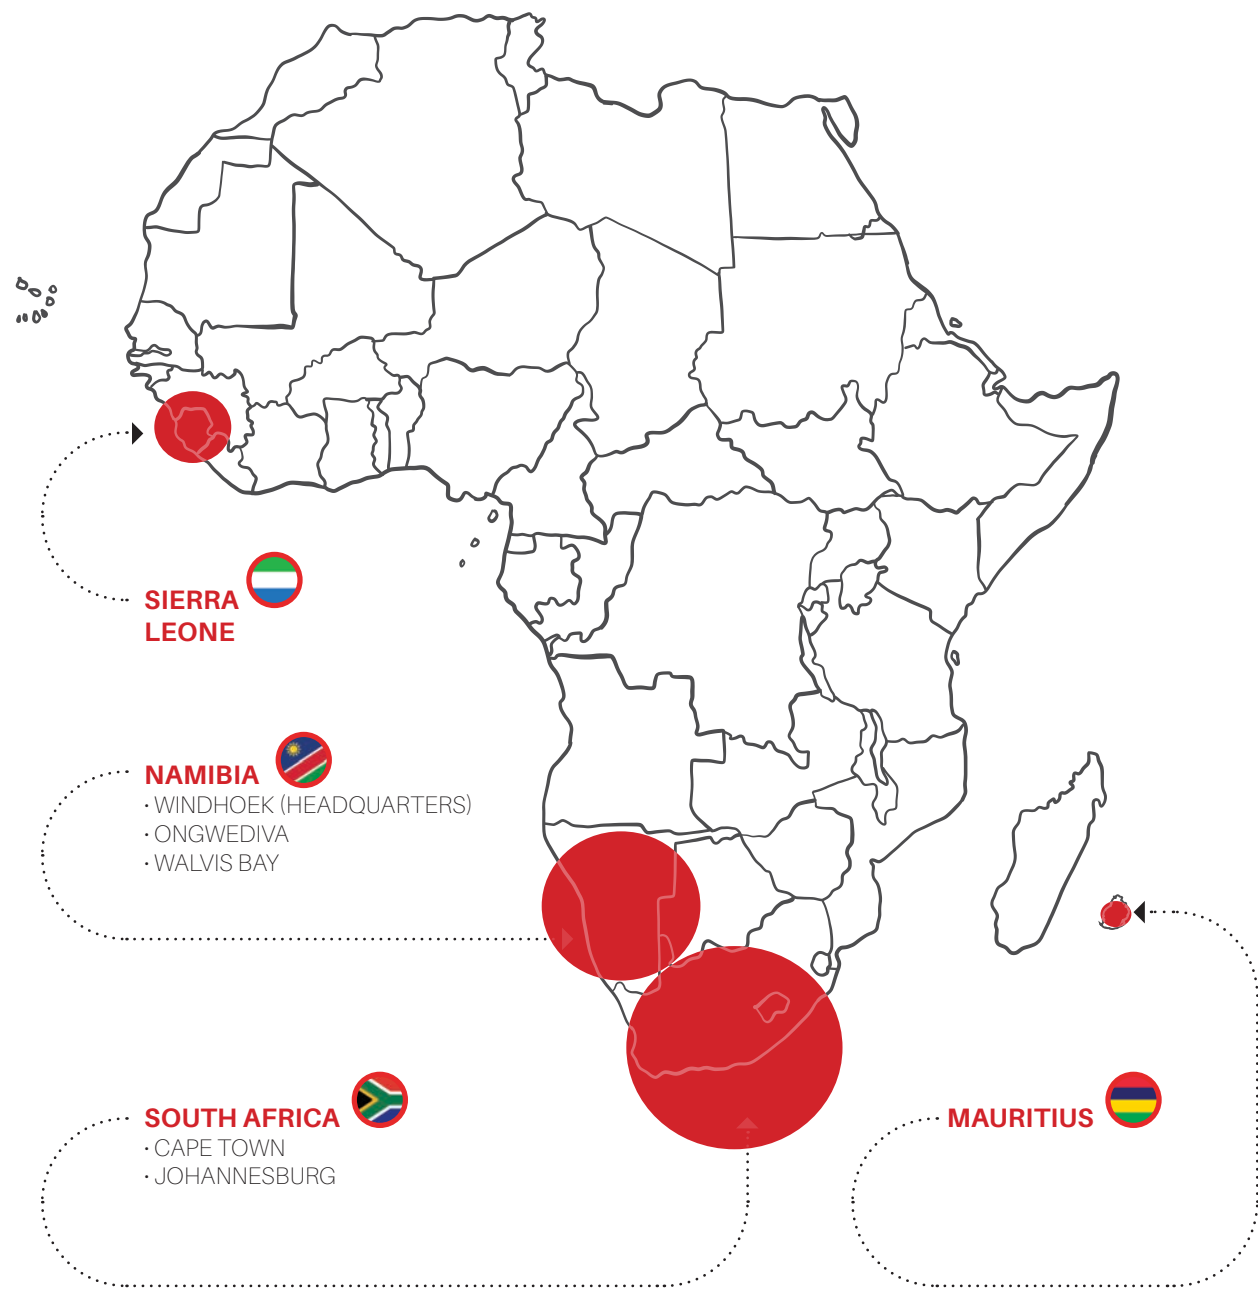 SIERRA
LEONE
NAMIBIA
· WINDHOEK (HEADQUARTERS)
· ONGWEDIVA
· WALVIS BAY
SOUTH AFRICA
· CAPE TOWN
· JOHANNESBURG
MAURITIUS